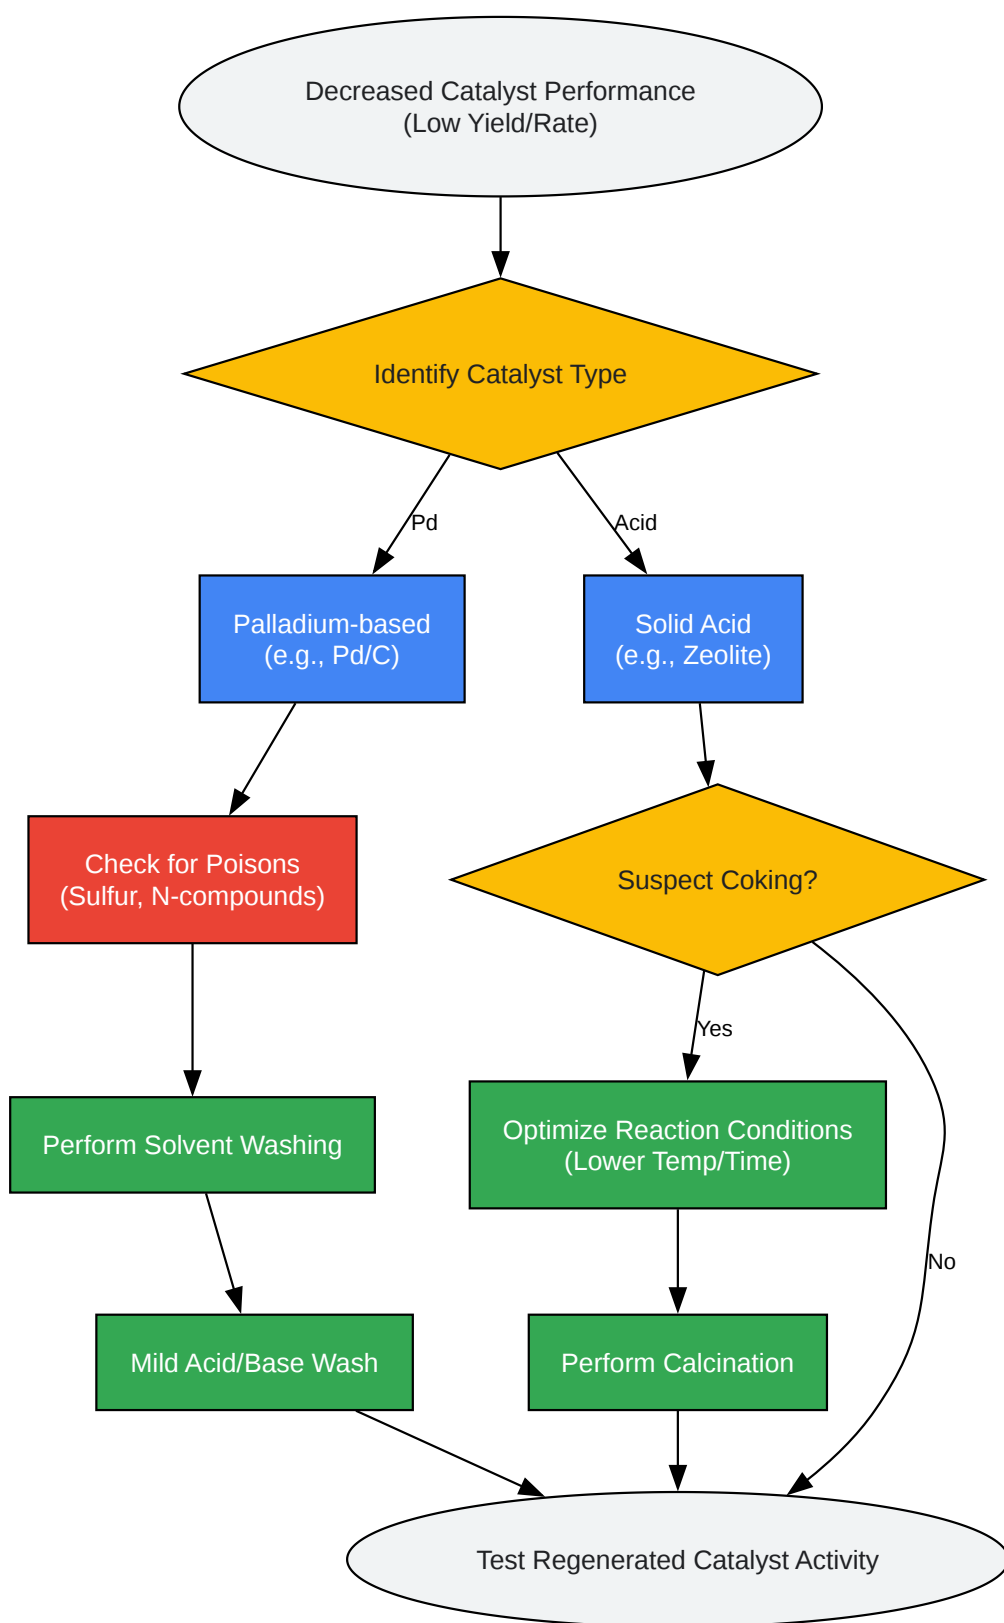 Decreased Catalyst Performance
(Low Yield/Rate)
Identify Catalyst Type
Pd
Acid
Palladium-based
(e.g., Pd/C)
Solid Acid
(e.g., Zeolite)
Check for Poisons
(Sulfur, N-compounds)
Suspect Coking?
Yes
Perform Solvent Washing
Optimize Reaction Conditions
(Lower Temp/Time)
No
Mild Acid/Base Wash
Perform Calcination
Test Regenerated Catalyst Activity